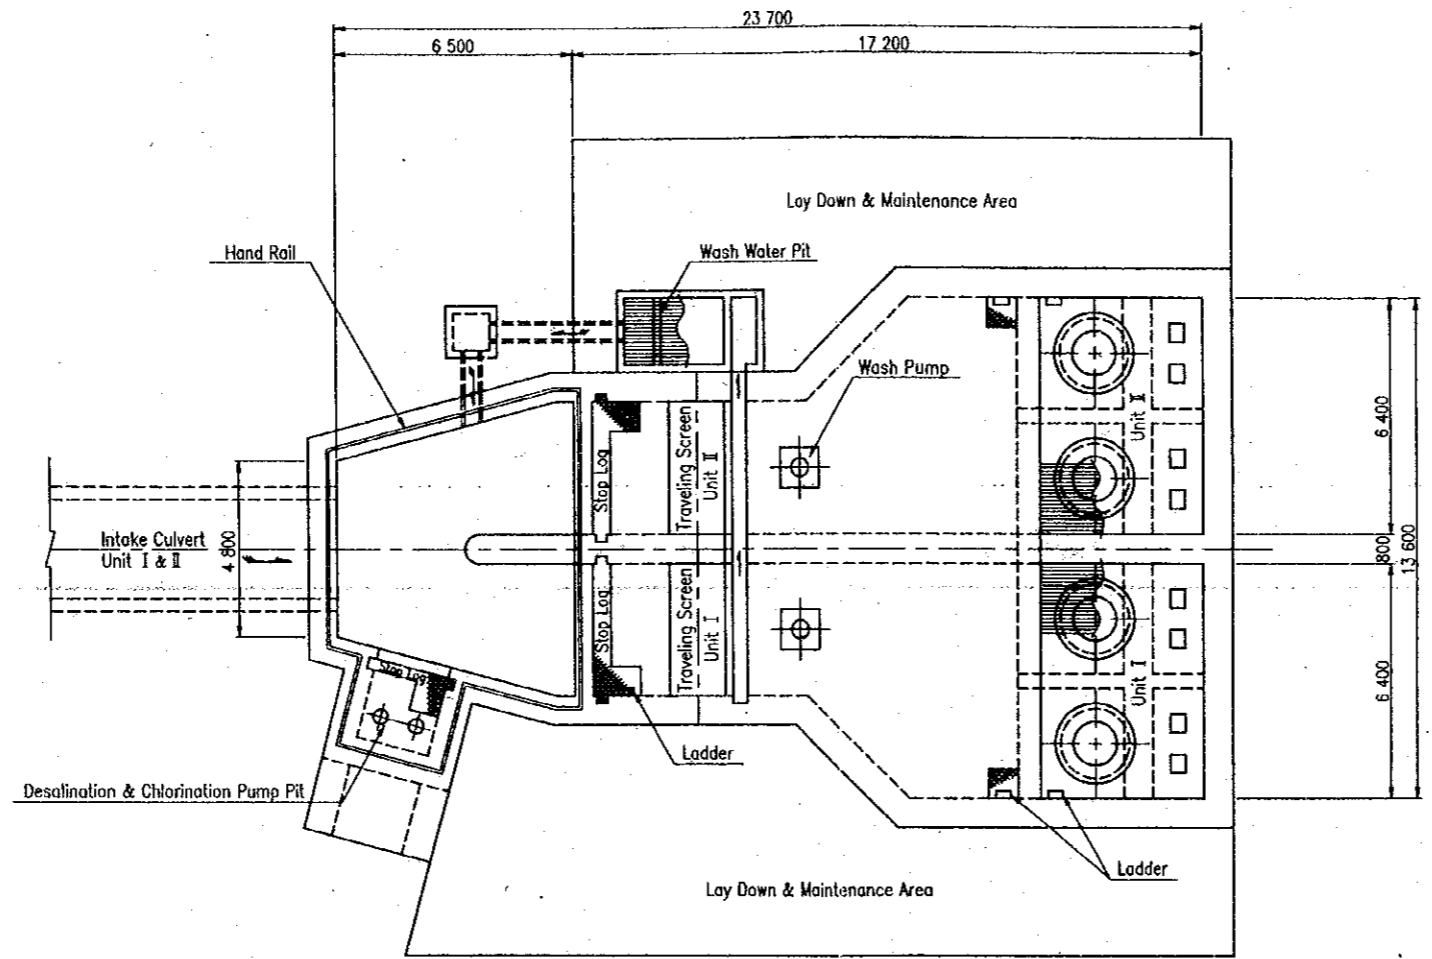 23 700
6 500
17 200
Lay Down & Maintenance Area
Hand Rail
Wash Water Pit
Wash Pump
Stop Log
Traveling Screen
Unit II
Unit II
6 400
Intake Culvert
Unit I & II
4 800
800
13 600
Stop Log
Traveling Screen
Unit I
Unit I
6 400
Stop Log
Ladder
Desalination & Chlorination Pump Pit
Ladder
Lay Down & Maintenance Area